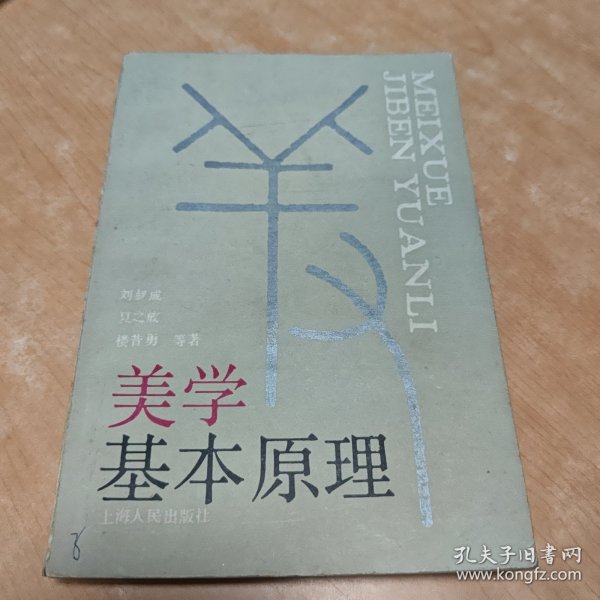 MEIXUE
JIBEN YUANLI
刘叔成
夏之放
楼昔勇 等著
美学
基本原理
上海人民出版社
孔夫子旧书网
www.kongfz.com